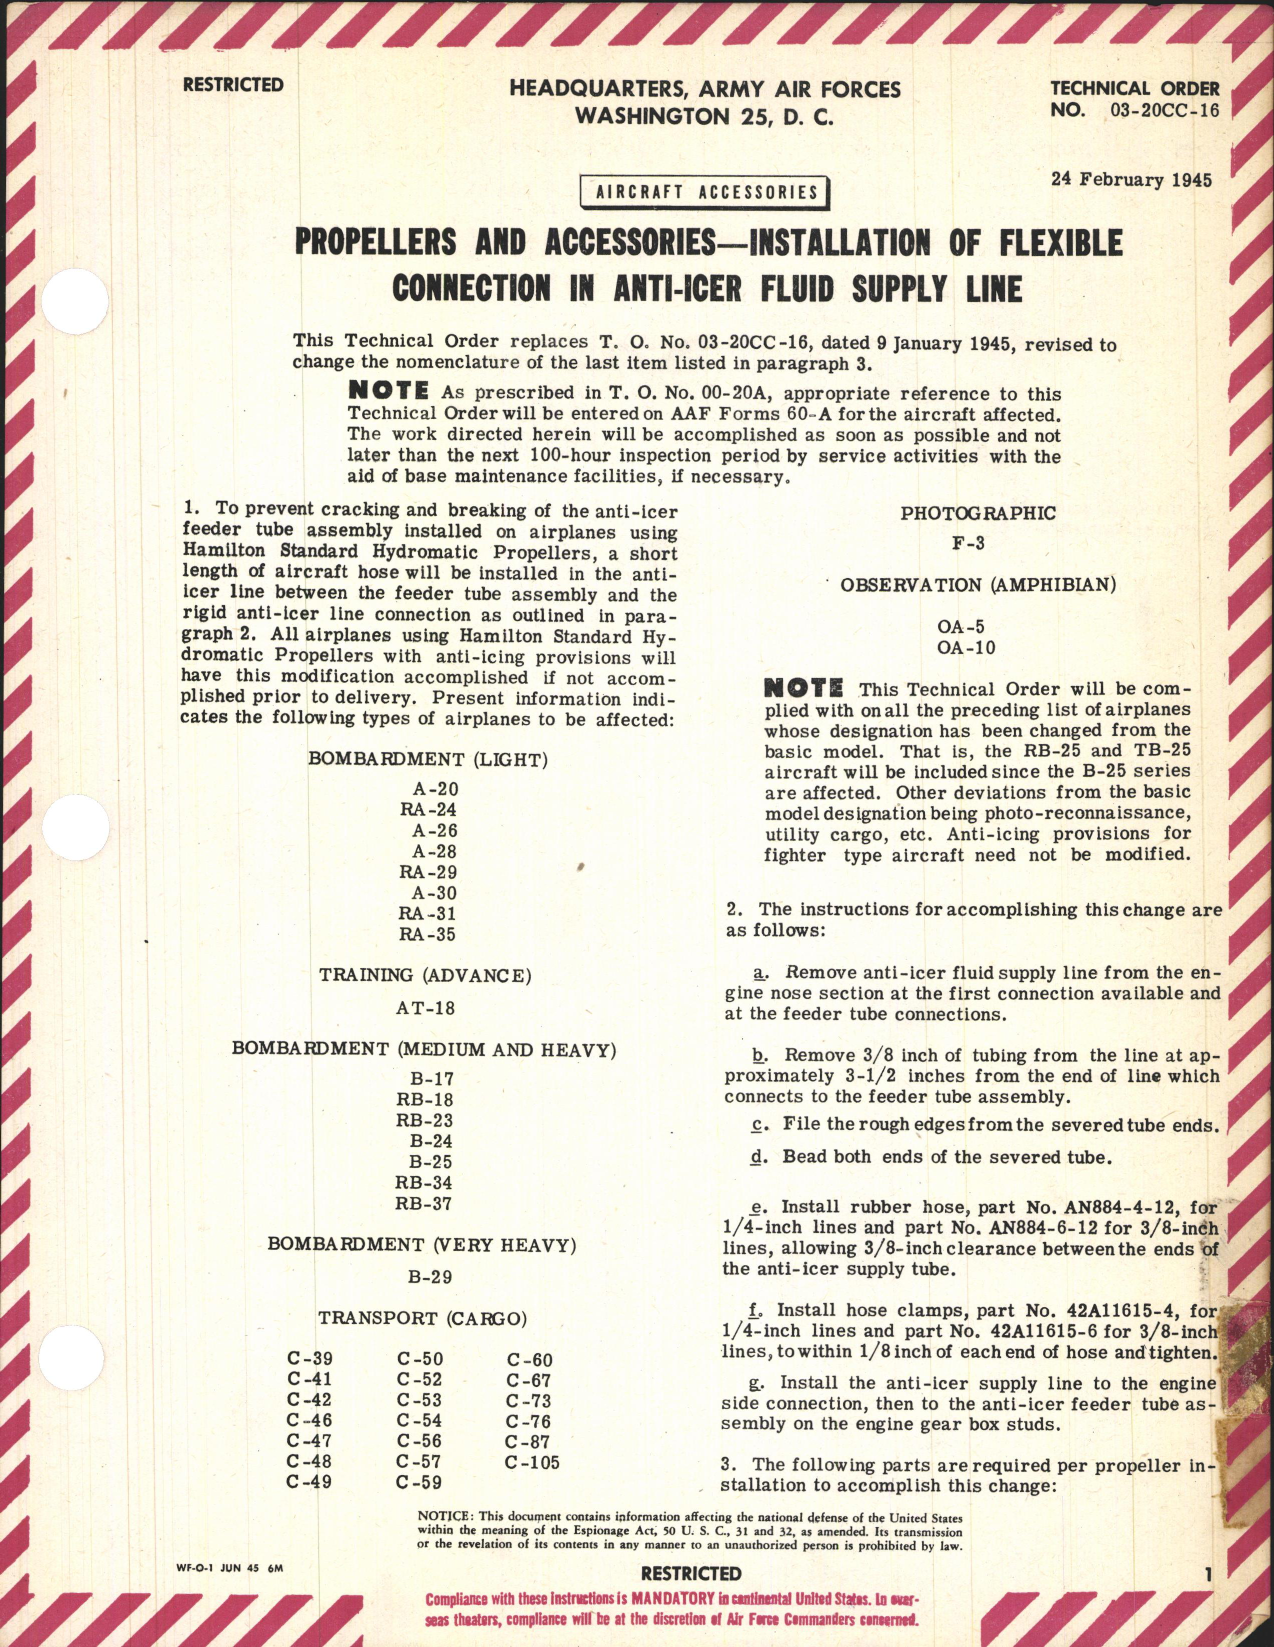 RESTRICTED
HEADQUARTERS, ARMY AIR FORCES
WASHINGTON 25, D. C.
TECHNICAL ORDER
NO. 03-20CC-16
24 February 1945
AIRCRAFT ACCESSORIES
PROPELLERS AND ACCESSORIES—INSTALLATION OF FLEXIBLE
CONNECTION IN ANTI-ICER FLUID SUPPLY LINE
This Technical Order replaces T. O. No. 03-20CC-16, dated 9 January 1945, revised to
change the nomenclature of the last item listed in paragraph 3.
NOTE As prescribed in T. O. No. 00-20A, appropriate reference to this
Technical Order will be entered on AAF Forms 60-A for the aircraft affected.
The work directed herein will be accomplished as soon as possible and not
later than the next 100-hour inspection period by service activities with the
aid of base maintenance facilities, if necessary.
1. To prevent cracking and breaking of the anti-icer
feeder tube assembly installed on airplanes using
Hamilton Standard Hydromatic Propellers, a short
length of aircraft hose will be installed in the anti-
icer line between the feeder tube assembly and the
rigid anti-icer line connection as outlined in para-
graph 2. All airplanes using Hamilton Standard Hy-
dromatic Propellers with anti-icing provisions will
have this modification accomplished if not accom-
plished prior to delivery. Present information indi-
cates the following types of airplanes to be affected:
BOMBARDMENT (LIGHT)
A-20
RA-24
A-26
A-28
RA-29
A-30
RA-31
RA-35
TRAINING (ADVANCE)
AT-18
BOMBARDMENT (MEDIUM AND HEAVY)
B-17
RB-18
RB-23
B-24
B-25
RB-34
RB-37
BOMBARDMENT (VERY HEAVY)
B-29
TRANSPORT (CARGO)
C-39 C-50 C-60
C-41 C-52 C-67
C-42 C-53 C-73
C-46 C-54 C-76
C-47 C-56 C-87
C-48 C-57 C-105
C-49 C-59
PHOTOGRAPHIC
F-3
OBSERVATION (AMPHIBIAN)
OA-5
OA-10
NOTE This Technical Order will be com-
plied with on all the preceding list of airplanes
whose designation has been changed from the
basic model. That is, the RB-25 and TB-25
aircraft will be included since the B-25 series
are affected. Other deviations from the basic
model designation being photo-reconnaissance,
utility cargo, etc. Anti-icing provisions for
fighter type aircraft need not be modified.
2. The instructions for accomplishing this change are
as follows:
a. Remove anti-icer fluid supply line from the en-
gine nose section at the first connection available and
at the feeder tube connections.
b. Remove 3/8 inch of tubing from the line at ap-
proximately 3-1/2 inches from the end of line which
connects to the feeder tube assembly.
c. File the rough edges from the severed tube ends.
d. Bead both ends of the severed tube.
e. Install rubber hose, part No. AN884-4-12, for
1/4-inch lines and part No. AN884-6-12 for 3/8-inch
lines, allowing 3/8-inch clearance between the ends of
the anti-icer supply tube.
f. Install hose clamps, part No. 42A11615-4, for
1/4-inch lines and part No. 42A11615-6 for 3/8-inch
lines, to within 1/8 inch of each end of hose and tighten.
g. Install the anti-icer supply line to the engine
side connection, then to the anti-icer feeder tube as-
sembly on the engine gear box studs.
3. The following parts are required per propeller in-
stallation to accomplish this change:
NOTICE: This document contains information affecting the national defense of the United States
within the meaning of the Espionage Act, 50 U. S. C., 31 and 32, as amended. Its transmission
or the revelation of its contents in any manner to an unauthorized person is prohibited by law.
WF-O-1 JUN 45 6M
RESTRICTED
1
Compliance with these Instructions is MANDATORY in continental United States. In over-
seas theaters, compliance will be at the discretion of Air Force Commanders concerned.